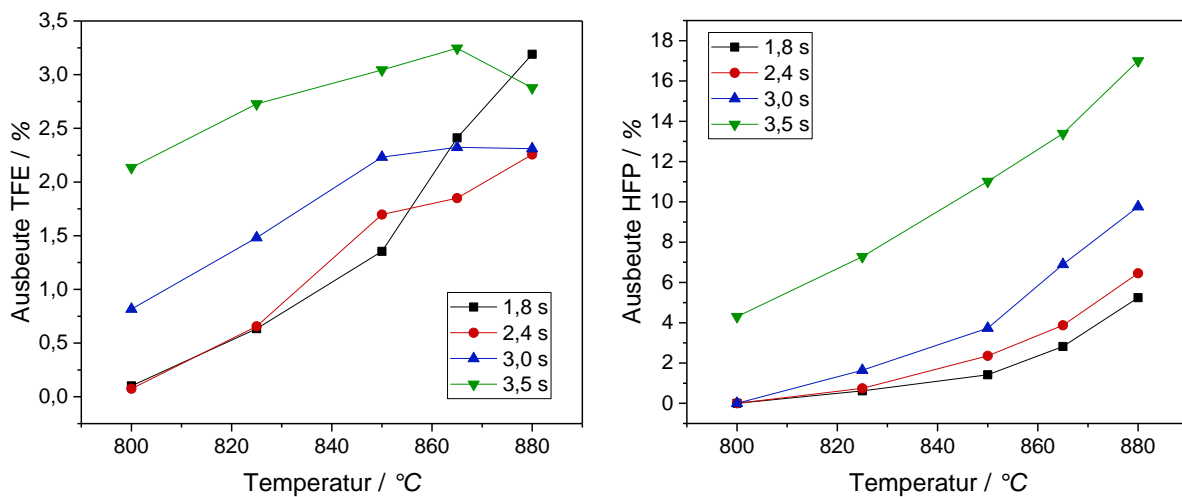 Ausbeute TFE / %
3,5
3,0
2,5
2,0
1,5
1,0
0,5
0,0
1,8 s
2,4 s
3,0 s
3,5 s
800
820
840
860
880
Temperatur / °C
Ausbeute HFP / %
18
16
14
12
10
8
6
4
2
0
1,8 s
2,4 s
3,0 s
3,5 s
800
820
840
860
880
Temperatur / °C